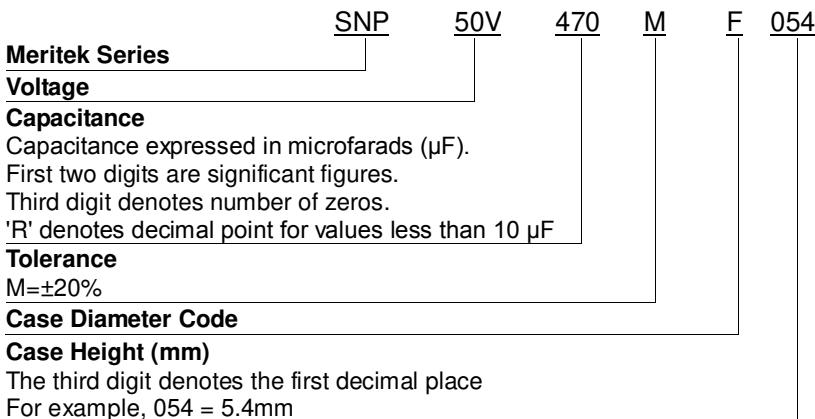 SNP 50V 470 M F 054
Meritek Series
Voltage
Capacitance
Capacitance expressed in microfarads (µF).
First two digits are significant figures.
Third digit denotes number of zeros.
'R' denotes decimal point for values less than 10 µF
Tolerance
M=±20%
Case Diameter Code
Case Height (mm)
The third digit denotes the first decimal place
For example, 054 = 5.4mm